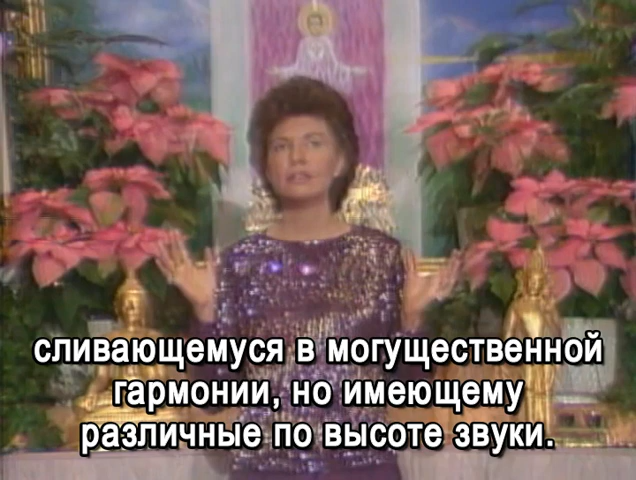 сливающемуся в могущественной
гармонии, но имеющему
различные по высоте звуки.